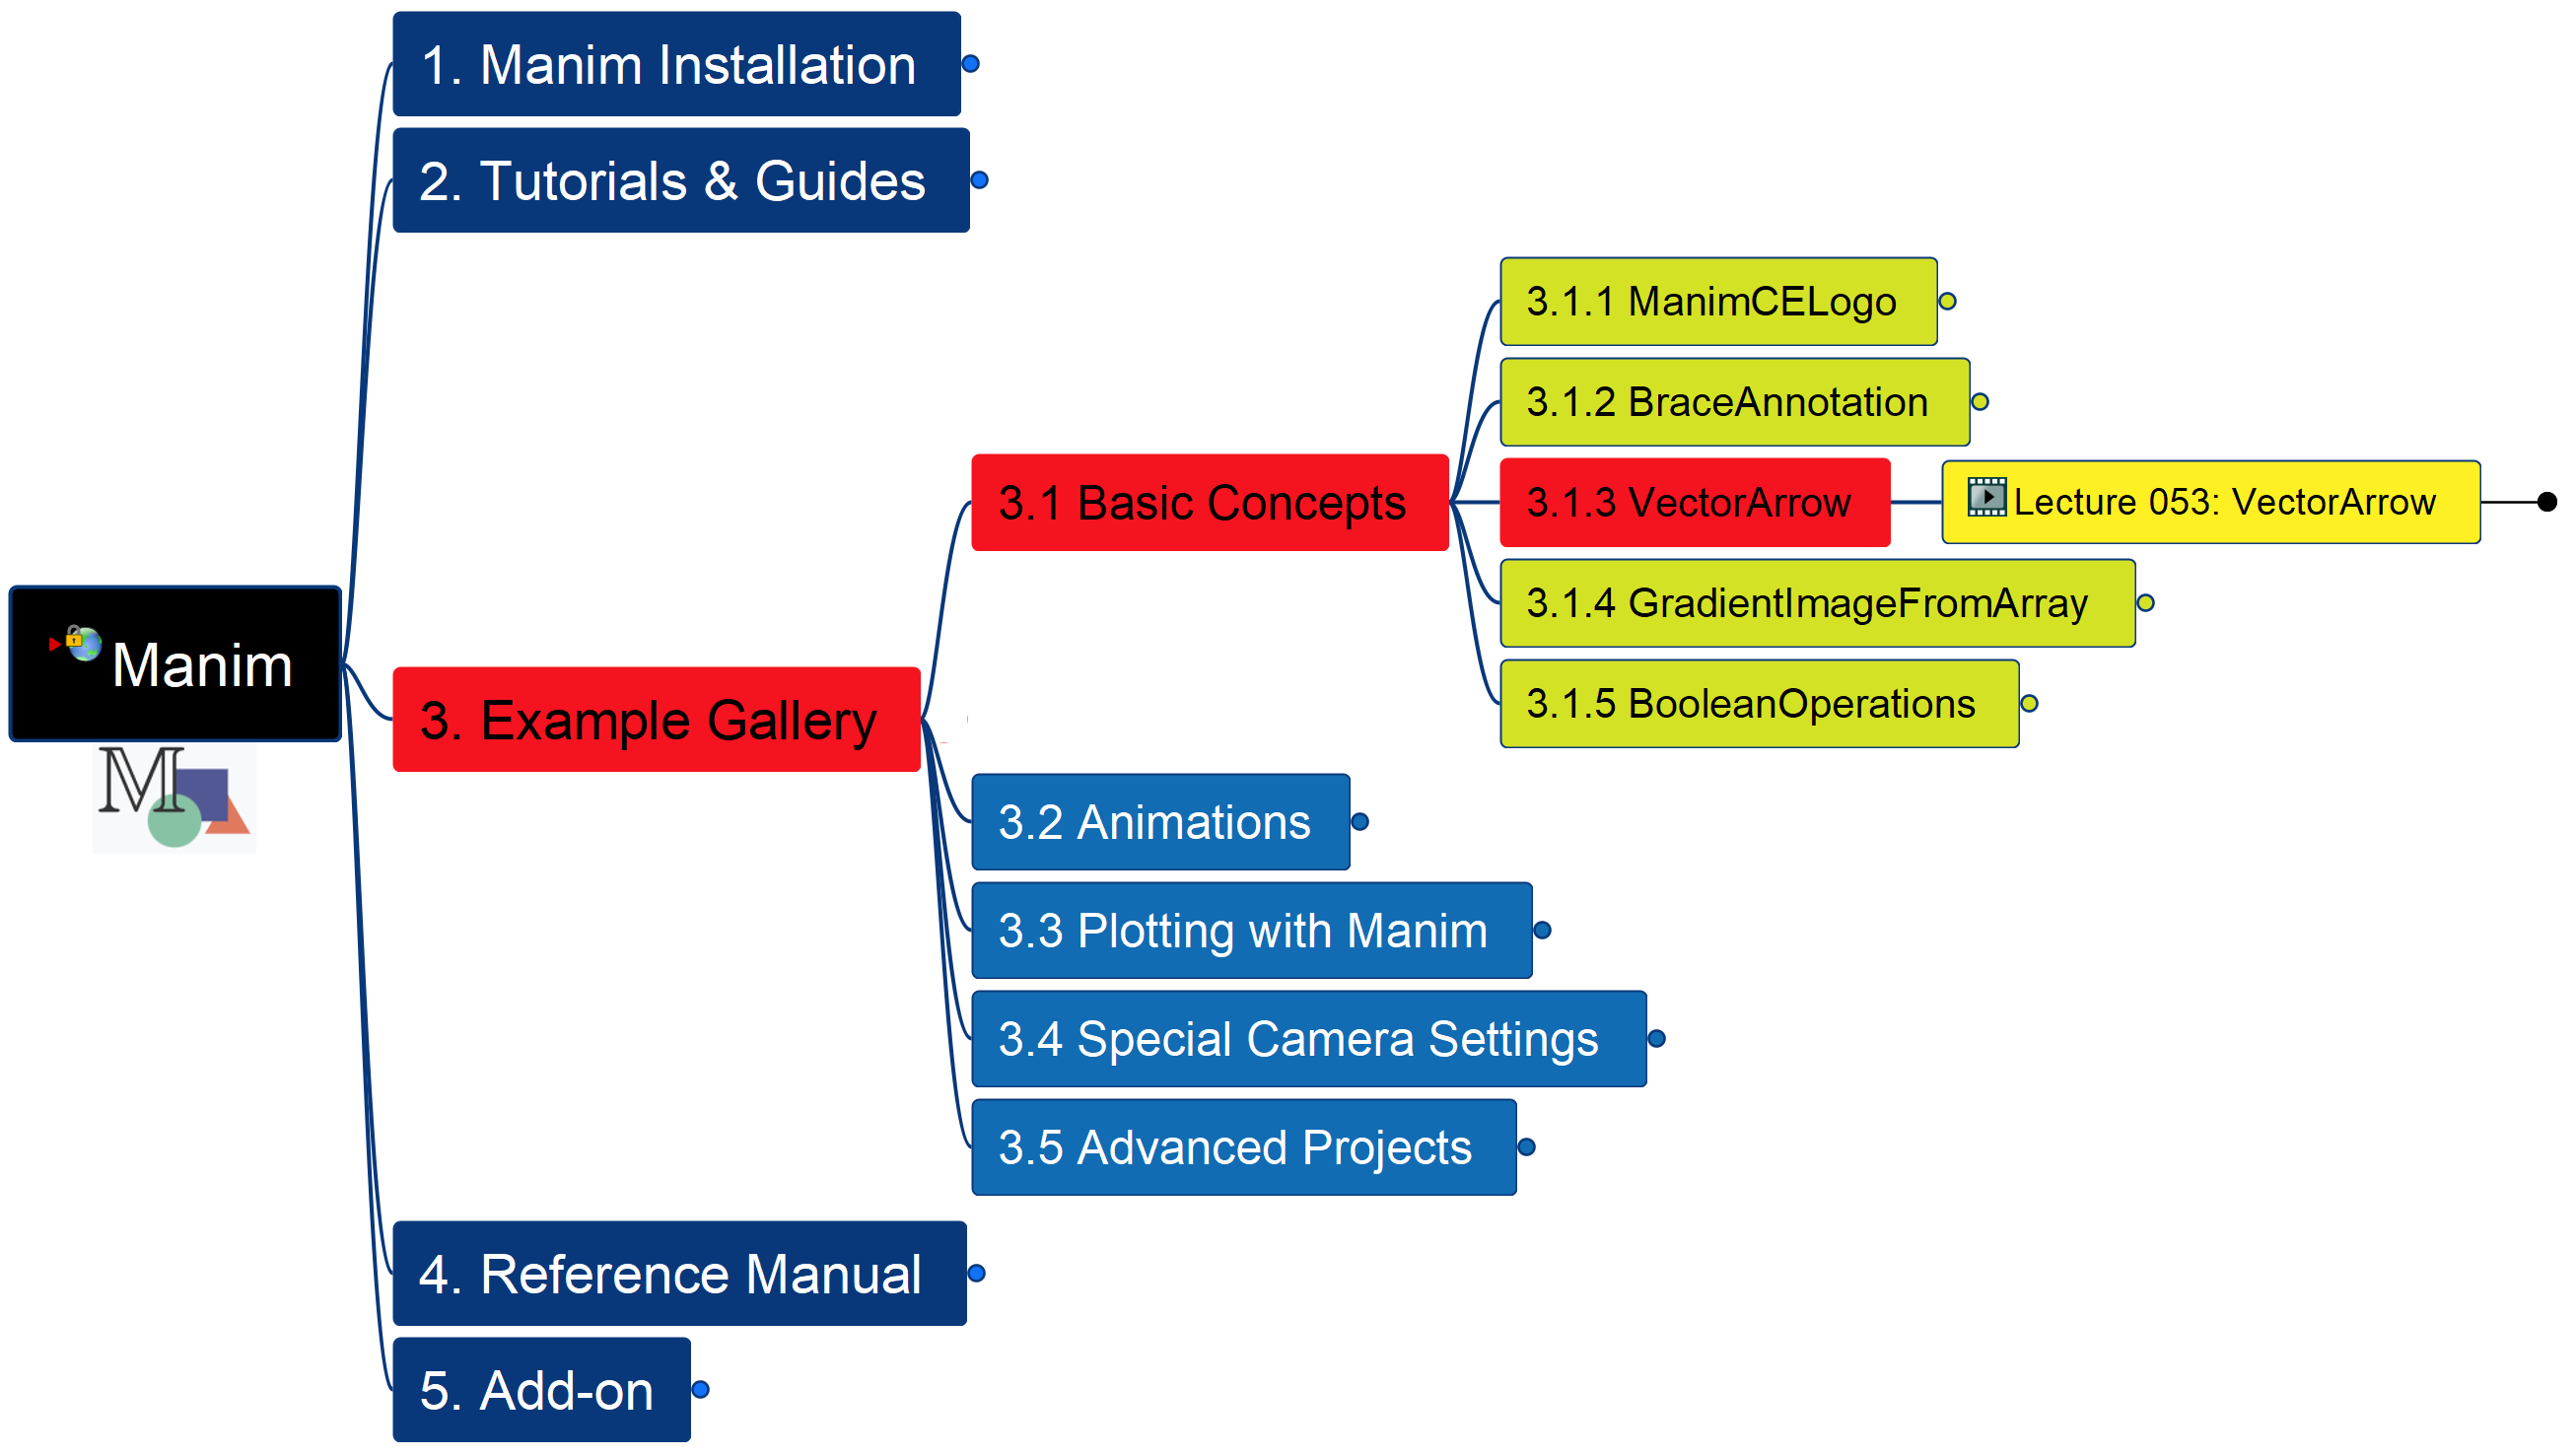 Manim
M
1. Manim Installation
2. Tutorials & Guides
3. Example Gallery
3.1 Basic Concepts
3.1.1 ManimCELogo
3.1.2 BraceAnnotation
3.1.3 VectorArrow
Lecture 053: VectorArrow
3.1.4 GradientImageFromArray
3.1.5 BooleanOperations
3.2 Animations
3.3 Plotting with Manim
3.4 Special Camera Settings
3.5 Advanced Projects
4. Reference Manual
5. Add-on